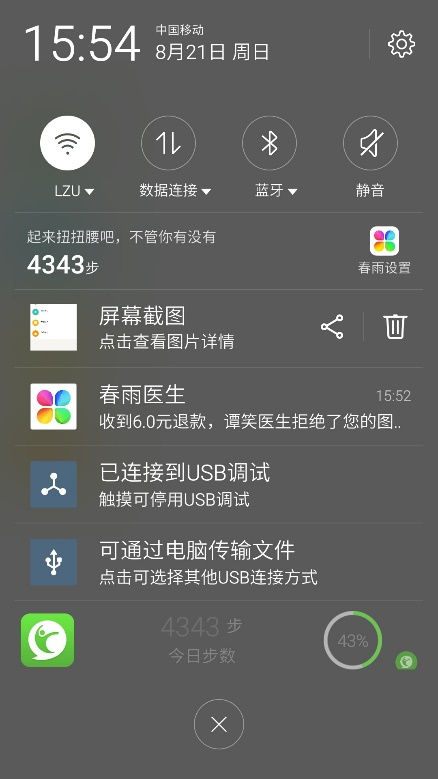 15:54
中国移动
8月21日 周日
LZU
数据连接
蓝牙
静音
起来扭扭腰吧，不管你有没有
4343步
春雨设置
屏幕截图
点击查看图片详情
春雨医生
15:52
收到6.0元退款，谭笑医生拒绝了您的图..
已连接到USB调试
触摸可停用USB调试
可通过电脑传输文件
点击可选择其他USB连接方式
4343 步
43%
今日步数